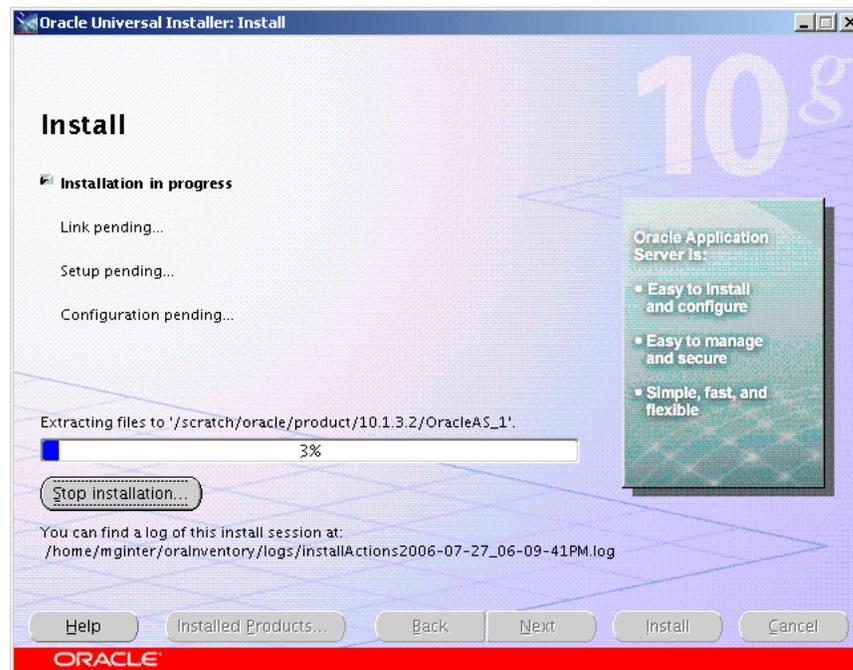 Oracle Universal Installer: Install
10g
Install
Installation in progress
Link pending...
Setup pending...
Configuration pending...
Oracle Application
Server is:
• Easy to install
and configure
• Easy to manage
and secure
• Simple, fast, and
flexible
Extracting files to '/scratch/oracle/product/10.1.3.2/OracleAS_1'.
3%
Stop installation...
You can find a log of this install session at:
/home/mginter/oraInventory/logs/installActions2006-07-27_06-09-41PM.log
Help
Installed Products...
Back
Next
Install
Cancel
ORACLE